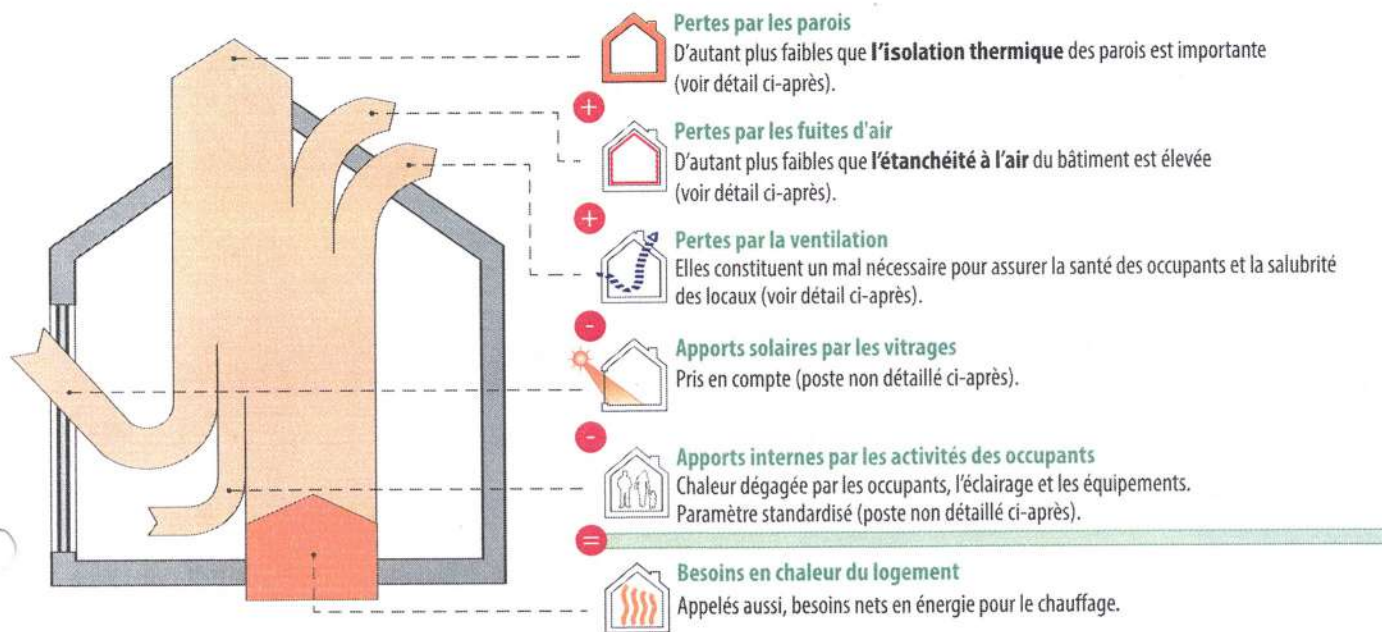 Pertes par les parois
D'autant plus faibles que l'isolation thermique des parois est importante
(voir détail ci-après).
+
Pertes par les fuites d'air
D'autant plus faibles que l'étanchéité à l'air du bâtiment est élevée
(voir détail ci-après).
+
Pertes par la ventilation
Elles constituent un mal nécessaire pour assurer la santé des occupants et la salubrité
des locaux (voir détail ci-après).
-
Apports solaires par les vitrages
Pris en compte (poste non détaillé ci-après).
-
Apports internes par les activités des occupants
Chaleur dégagée par les occupants, l'éclairage et les équipements.
Paramètre standardisé (poste non détaillé ci-après).
=
Besoins en chaleur du logement
Appelés aussi, besoins nets en énergie pour le chauffage.